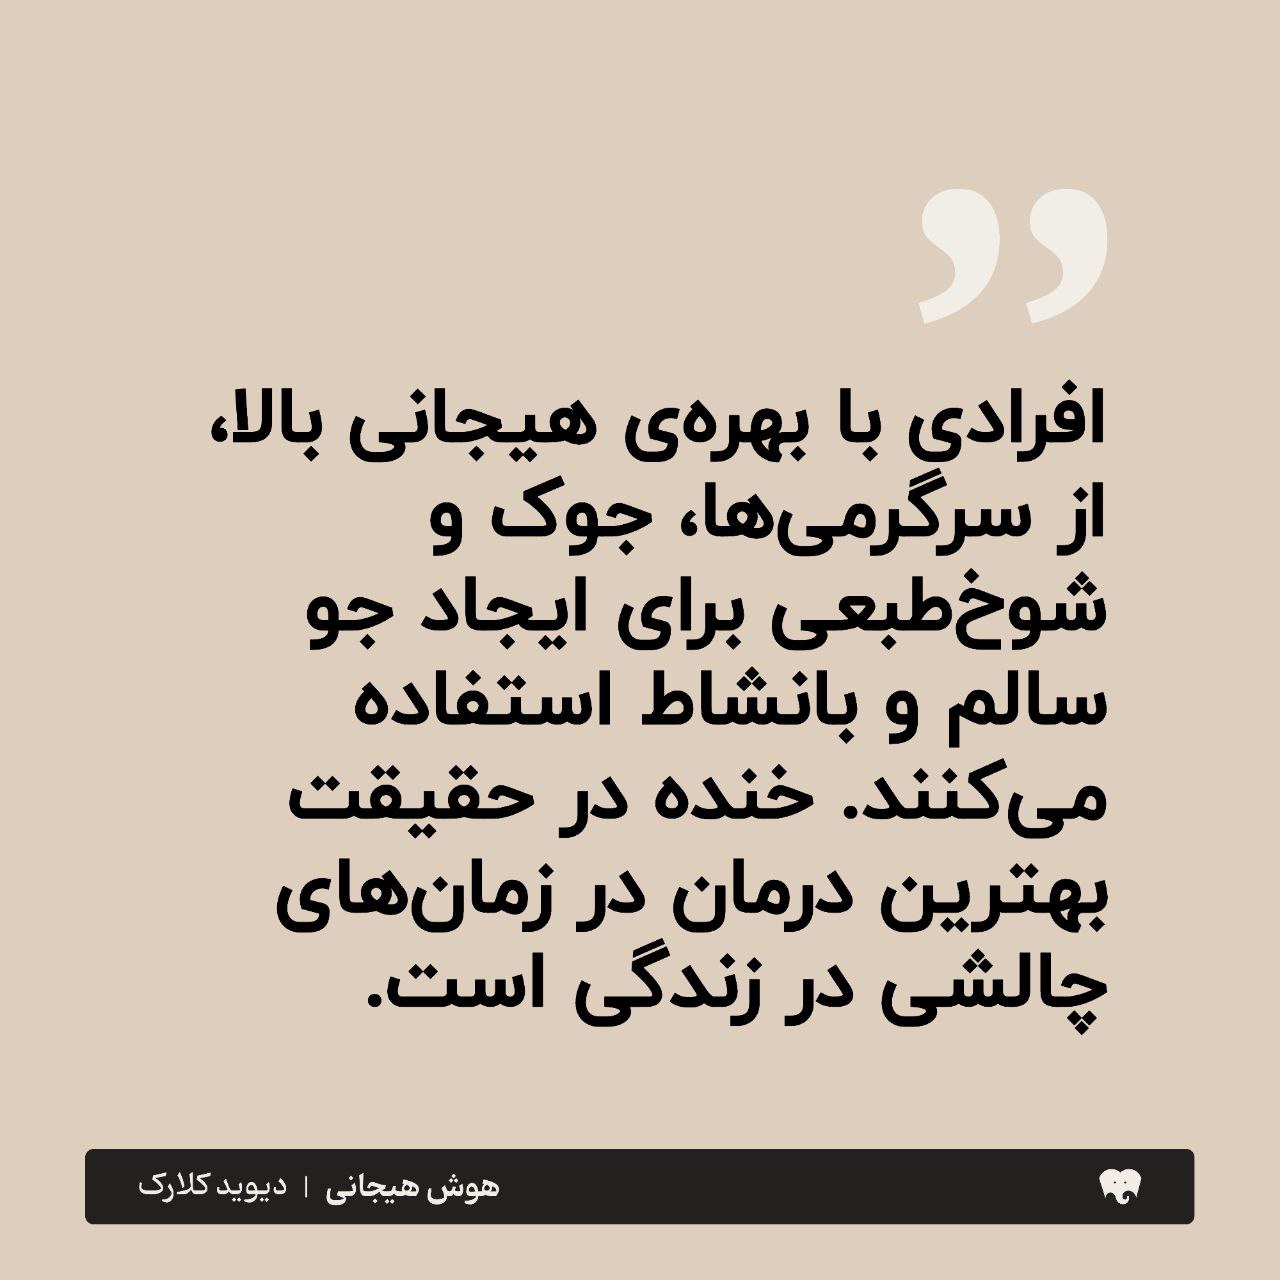 افرادی با بهره‌ی هیجانی بالا،
از سرگرمی‌ها، جوک و
شوخ‌طبعی برای ایجاد جو
سالم و بانشاط استفاده
می‌کنند. خنده در حقیقت
بهترین درمان در زمان‌های
چالشی در زندگی است.
هوش هیجانی | دیوید کلارک